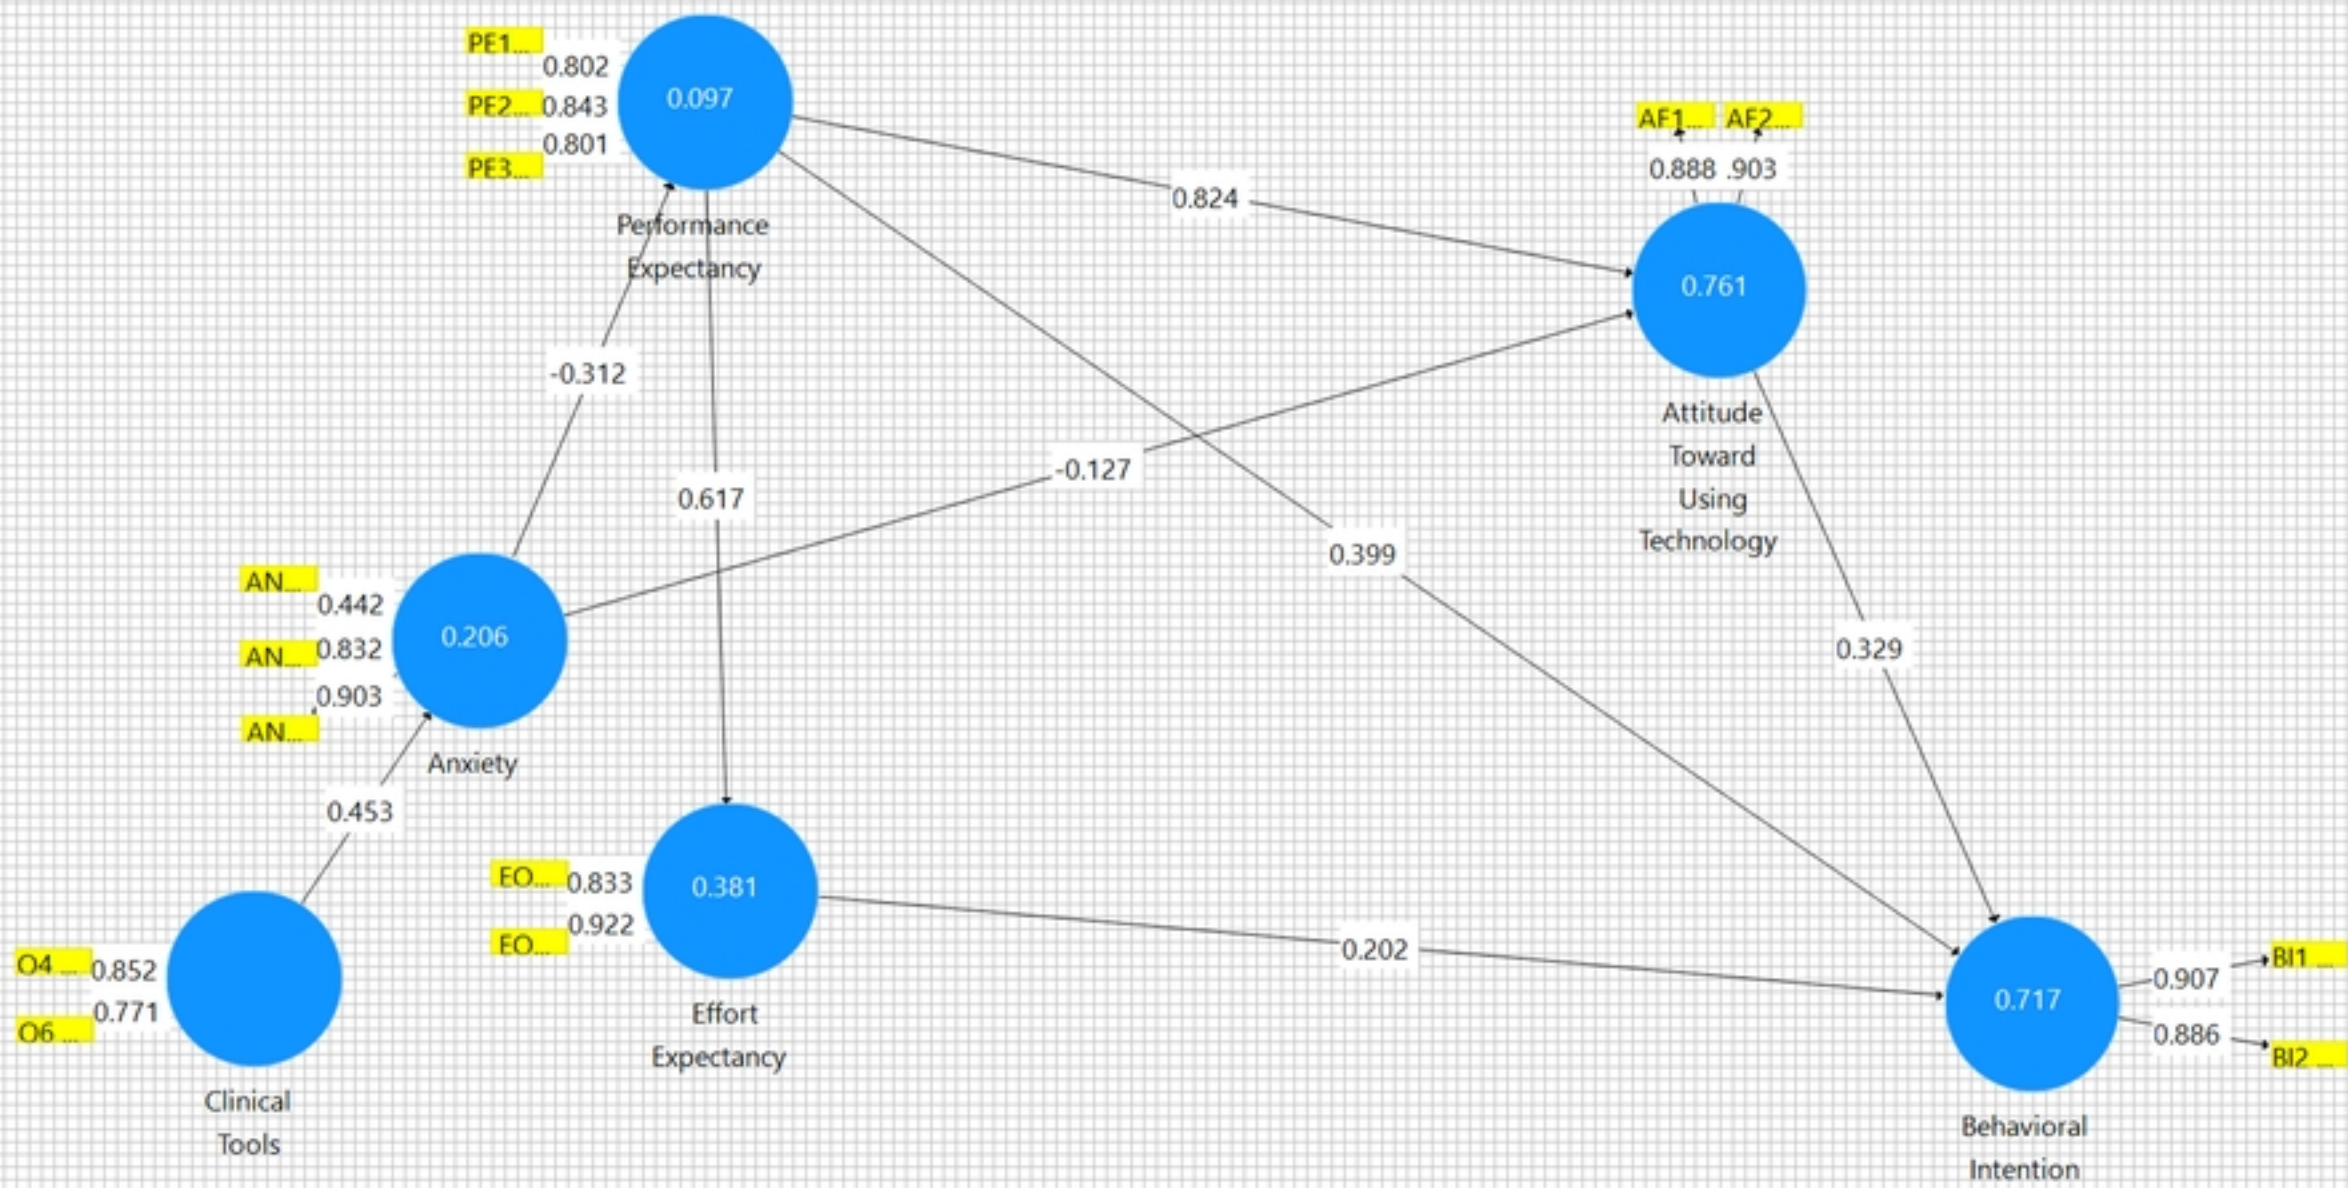 PE1...
0.802
PE2...
0.843
0.801
PE3...
0.097
Performance
Expectancy
AF1...
AF2...
0.888
.903
0.824
0.761
Attitude
Toward
Using
Technology
-0.312
0.617
-0.127
0.399
0.329
AN...
0.442
AN...
0.832
0.903
AN...
0.206
Anxiety
0.453
EO...
0.833
0.922
EO...
0.381
Effort
Expectancy
0.202
O4 ...
0.852
0.771
O6 ...
Clinical
Tools
0.717
0.907
BI1 ...
0.886
BI2 ...
Behavioral
Intention